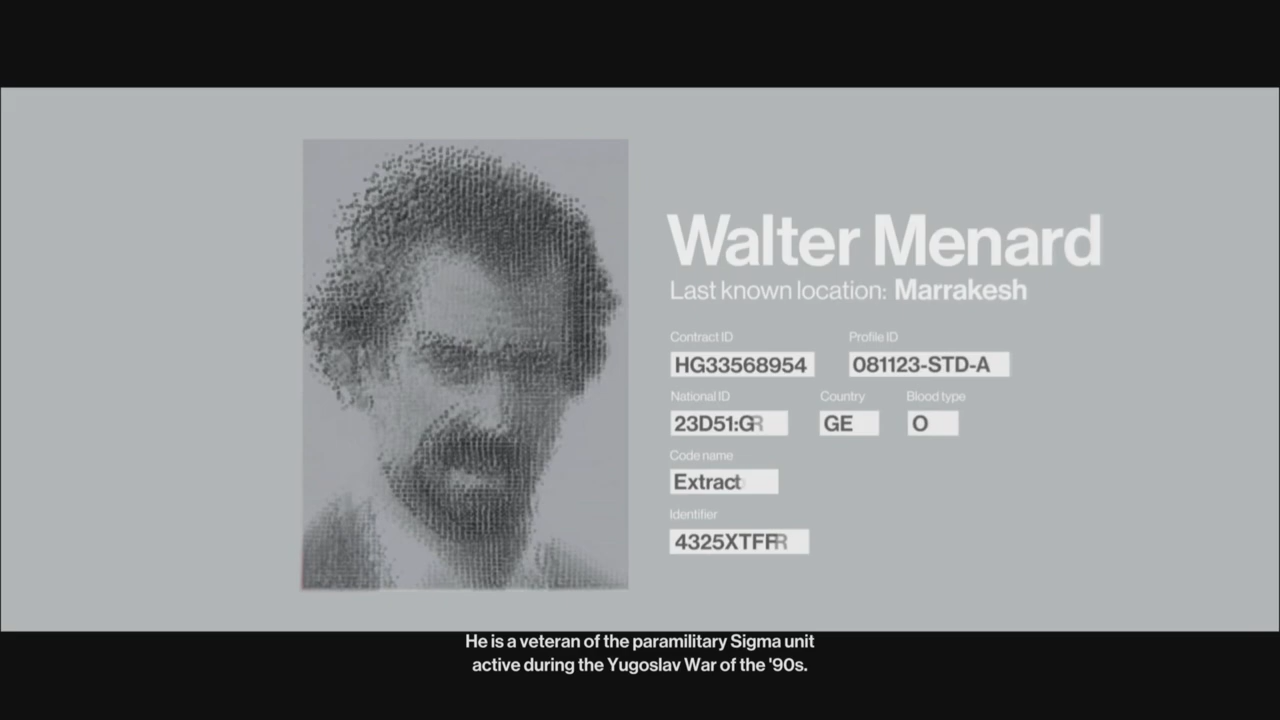 Walter Menard
Last known location: Marrakesh
Contract ID Profile ID
HG33568954 081123-STD-A
National ID Country Blood type
23D51:GR GE O
Code name
Extract
Identifier
4325XTFFR
He is a veteran of the paramilitary Sigma unit
active during the Yugoslav War of the '90s.